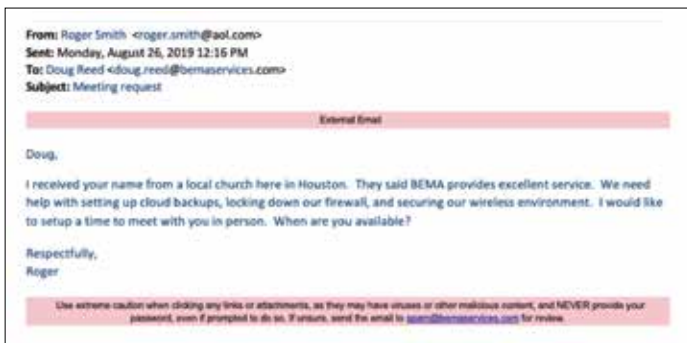 From: Roger Smith <roger.smith@aol.com>
Sent: Monday, August 26, 2019 12:16 PM
To: Doug Reed <doug.reed@bemaservices.com>
Subject: Meeting request
External Email
Doug,
I received your name from a local church here in Houston. They said BEMA provides excellent service. We need
help with setting up cloud backups, locking down our firewall, and securing our wireless environment. I would like
to setup a time to meet with you in person. When are you available?
Respectfully,
Roger
Use extreme caution when clicking any links or attachments, as they may have viruses or other malicious content, and NEVER provide your
password, even if prompted to do so. If unsure, send the email to spam@bemaservices.com for review.